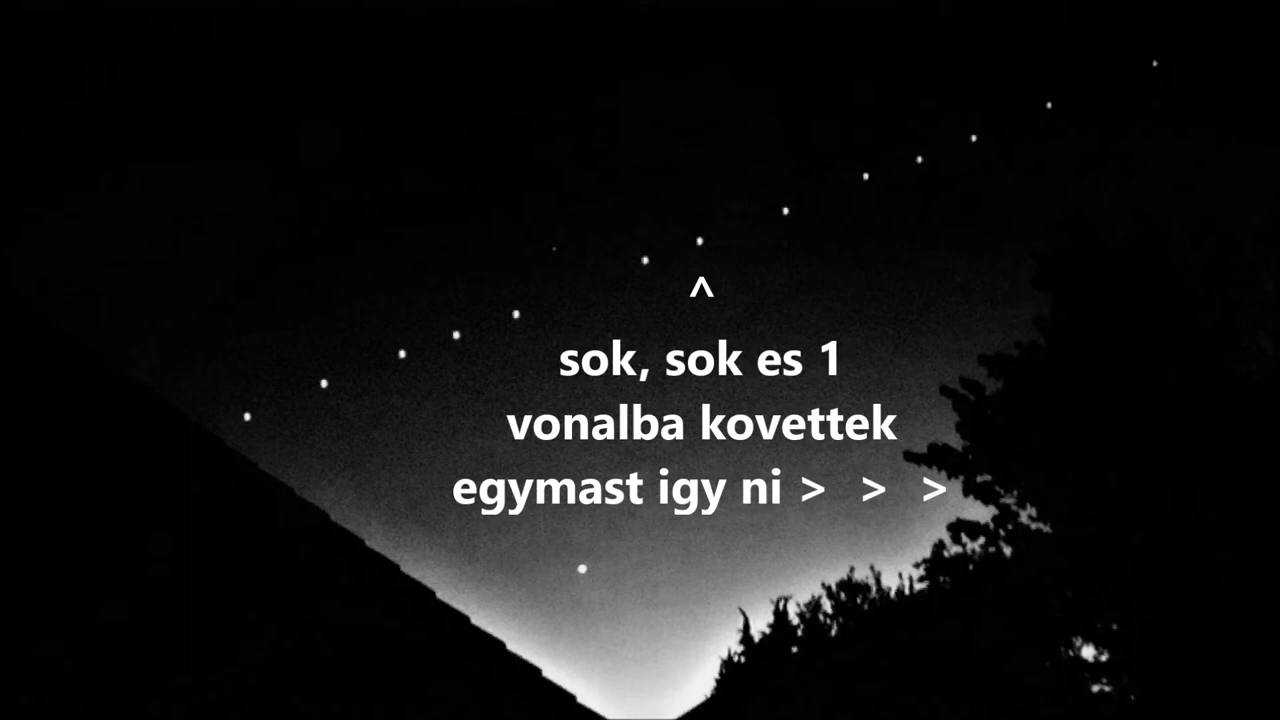 ^
sok, sok es 1
vonalba kovettek
egymast igy ni > > >